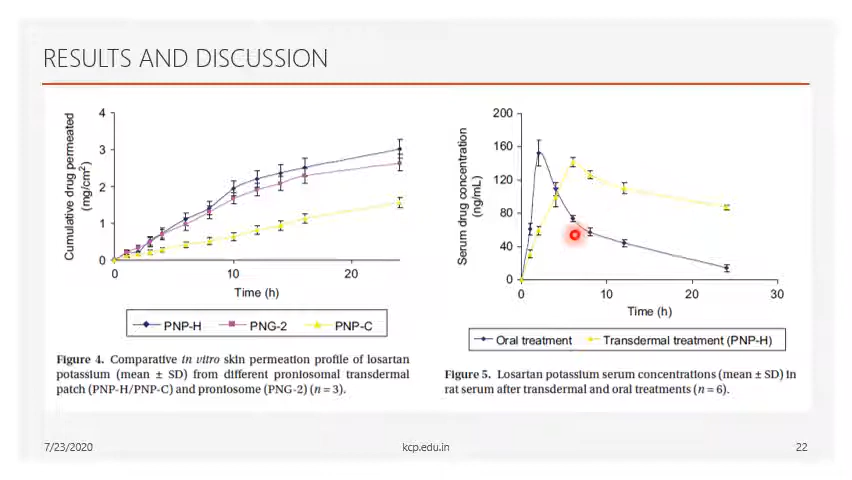 RESULTS AND DISCUSSION
Cumulative drug permeated
(mg/cm²)
4
3
2
1
0
0
10
20
Time (h)
PNP-H
PNG-2
PNP-C
Figure 4. Comparative in vitro skin permeation profile of losartan
potassium (mean ± SD) from different proniosomal transdermal
patch (PNP-H/PNP-C) and proniosome (PNG-2) (n = 3).
Serum drug concentration
(ng/mL)
200
160
120
80
40
0
0
10
20
30
Time (h)
Oral treatment
Transdermal treatment (PNP-H)
Figure 5. Losartan potassium serum concentrations (mean ± SD) in
rat serum after transdermal and oral treatments (n = 6).
7/23/2020
kcp.edu.in
22